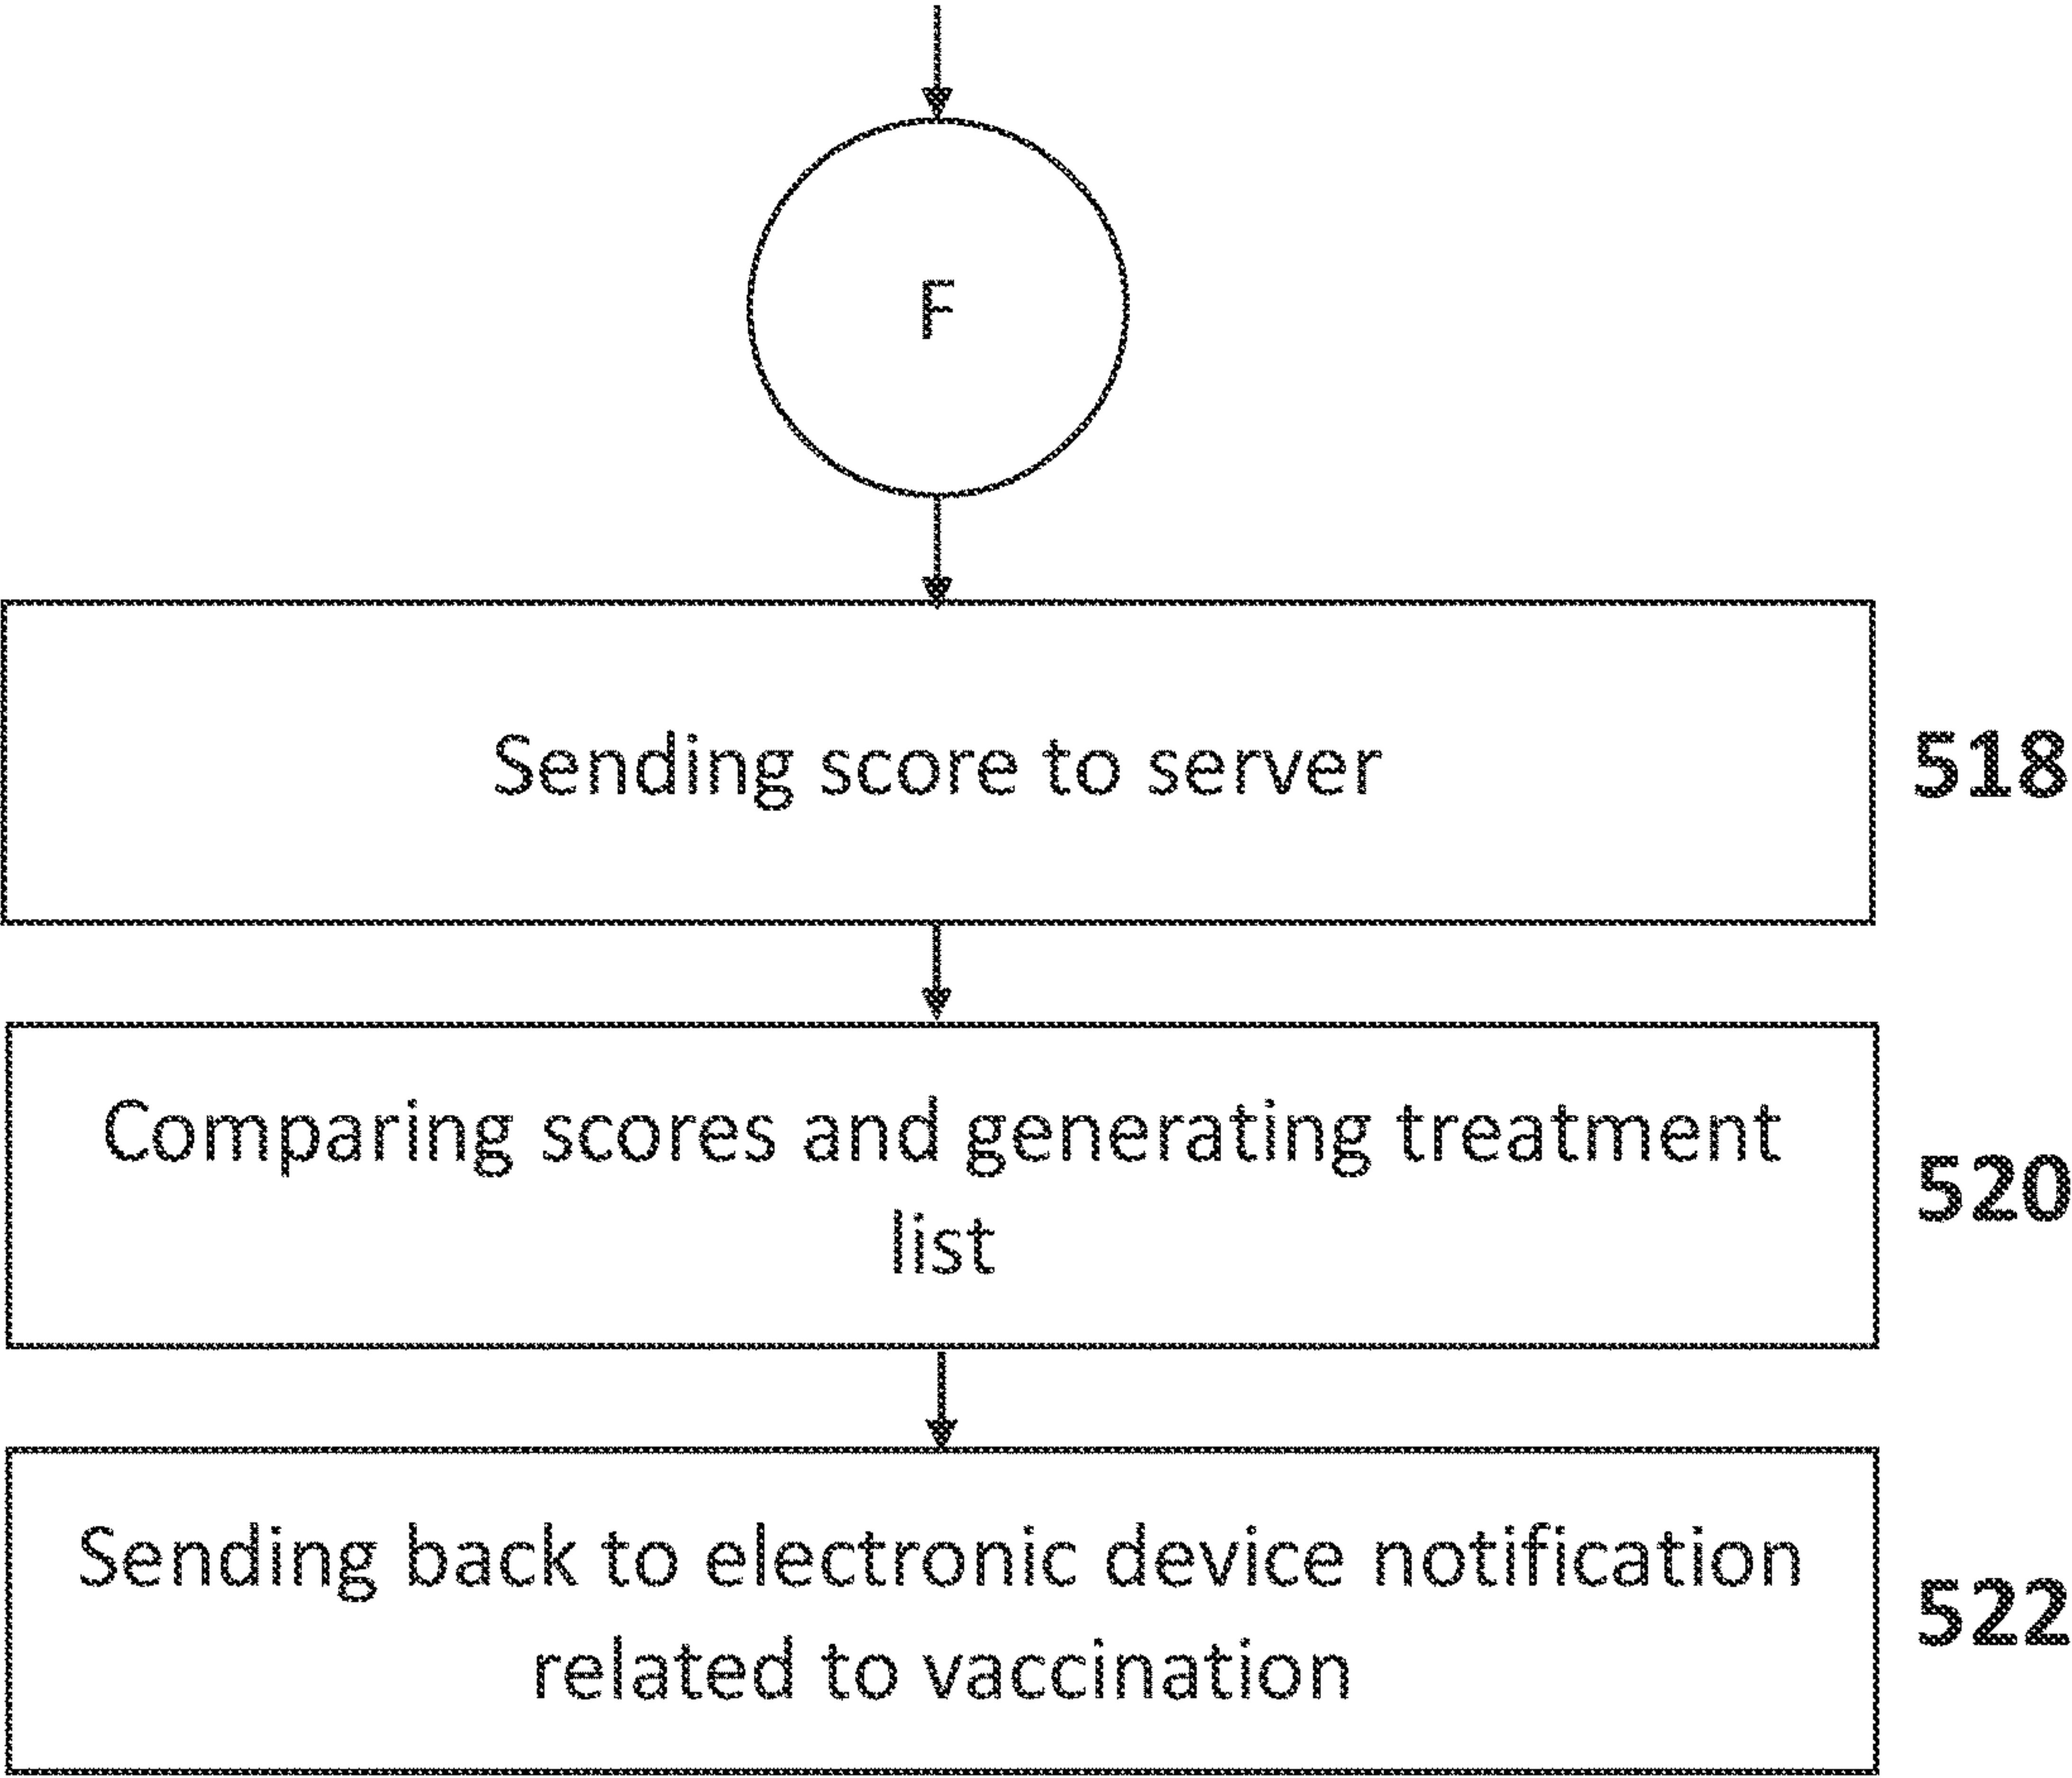 F
Sending score to server
518
Comparing scores and generating treatment
list
520
Sending back to electronic device notification
related to vaccination
522